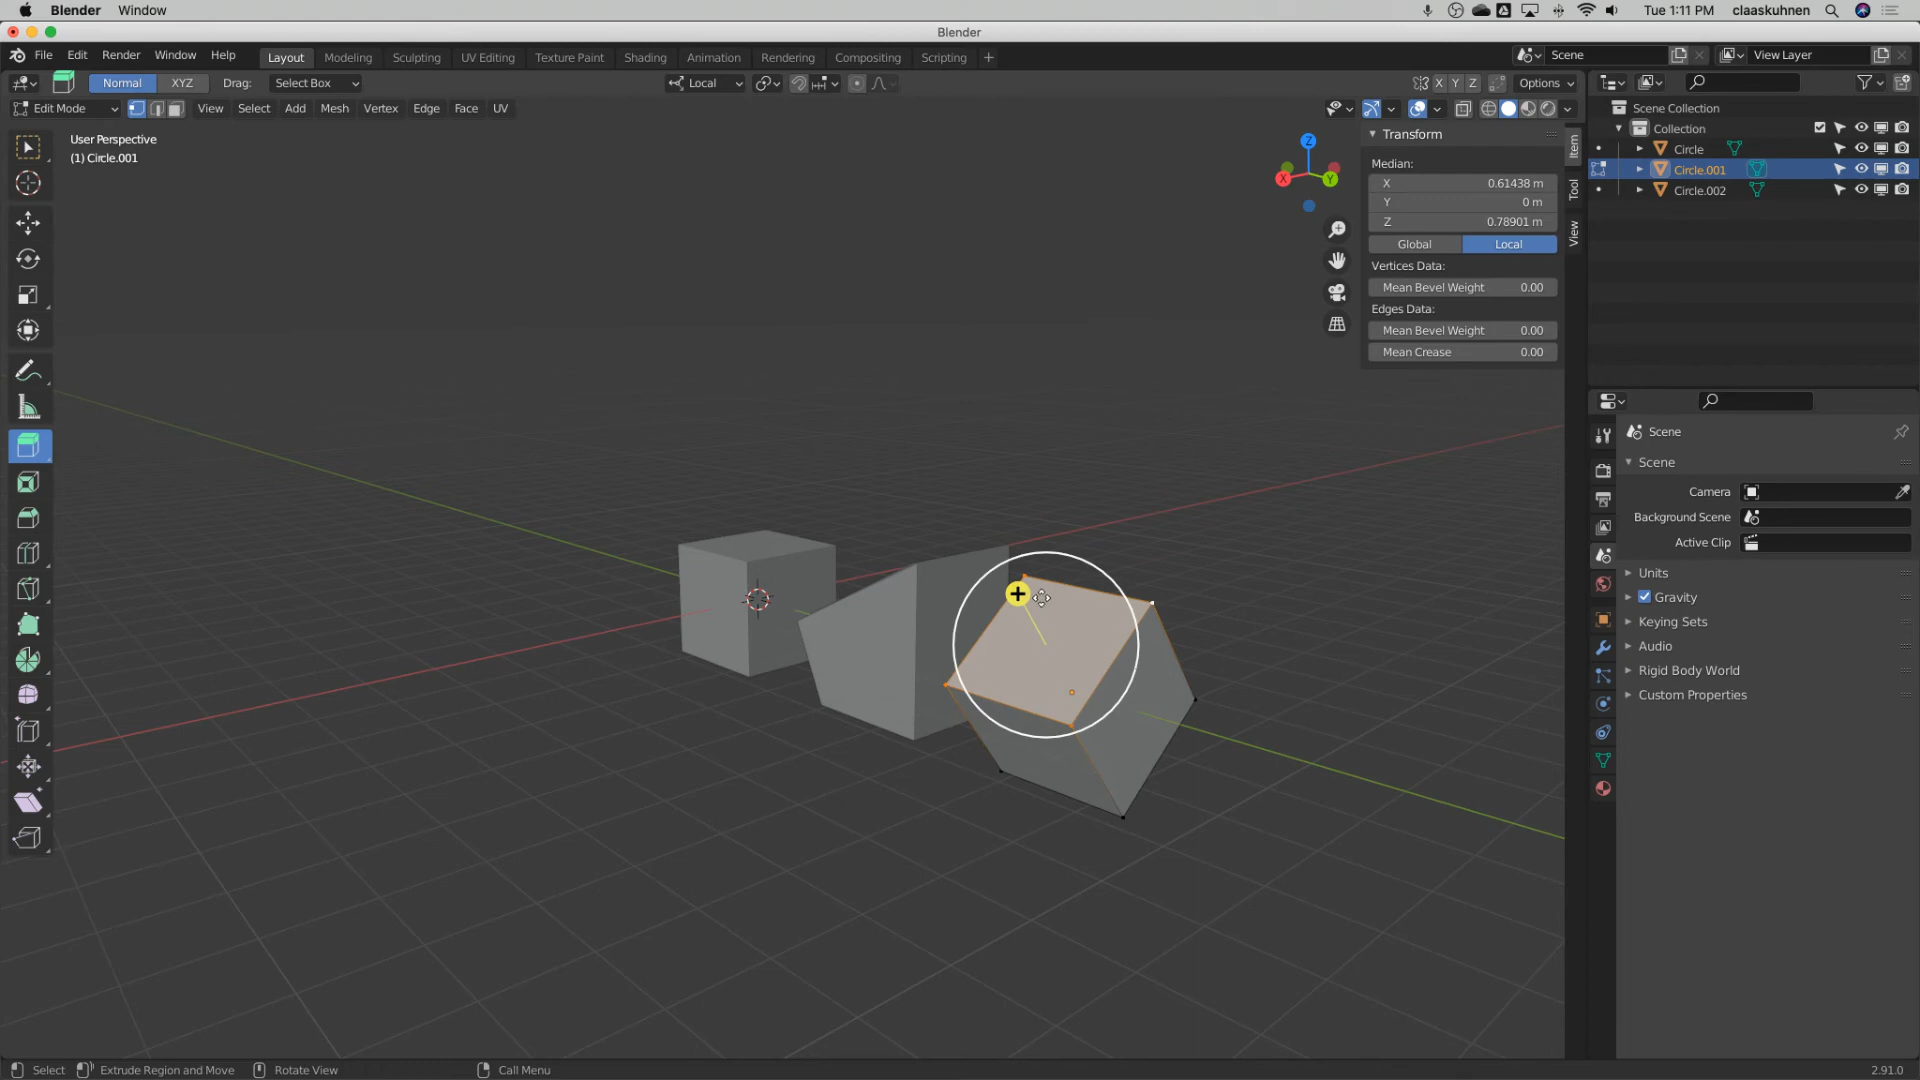 Blender Window Tue 1:11 PM claaskuhnen
Blender
File Edit Render Window Help Layout Modeling Sculpting UV Editing Texture Paint Shading Animation Rendering Compositing Scripting + Scene View Layer
Normal XYZ Drag: Select Box Local X Y Z Options
Edit Mode View Select Add Mesh Vertex Edge Face UV
User Perspective
(1) Circle.001
Z
X
Y
Transform
Median:
X 0.61438 m
Y 0 m
Z 0.78901 m
Global Local
Vertices Data:
Mean Bevel Weight 0.00
Edges Data:
Mean Bevel Weight 0.00
Mean Crease 0.00
Item
Tool
View
Scene Collection
Collection
Circle
Circle.001
Circle.002
Scene
Scene
Camera
Background Scene
Active Clip
Units
Gravity
Keying Sets
Audio
Rigid Body World
Custom Properties
Select Extrude Region and Move Rotate View Call Menu 2.91.0